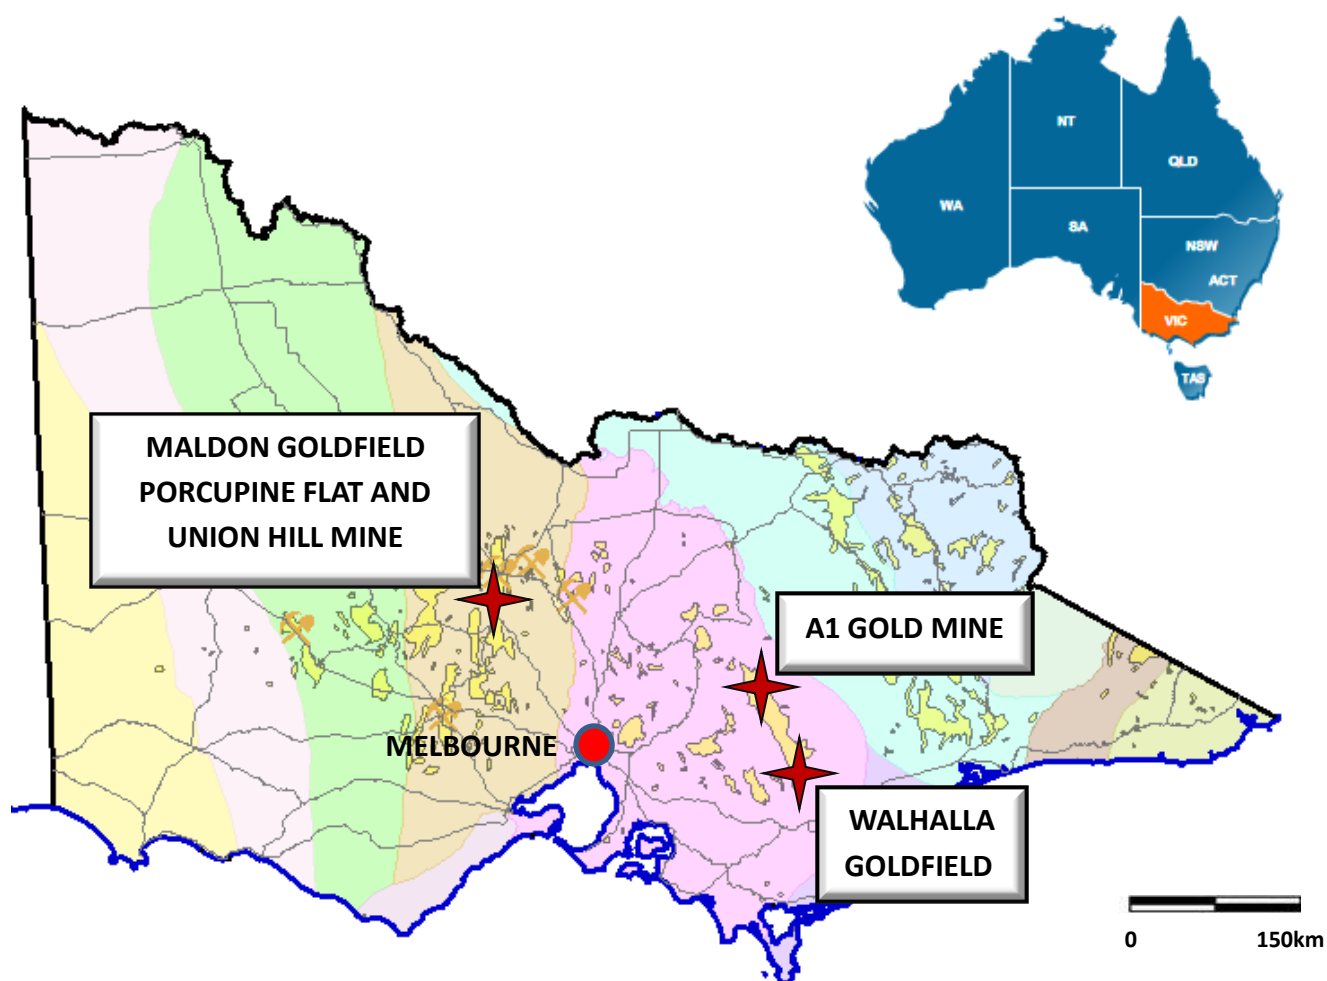 NT
QLD
WA
SA
NSW
ACT
VIC
TAS
MALDON GOLDFIELD
PORCUPINE FLAT AND
UNION HILL MINE
A1 GOLD MINE
MELBOURNE
WALHALLA
GOLDFIELD
0 150km